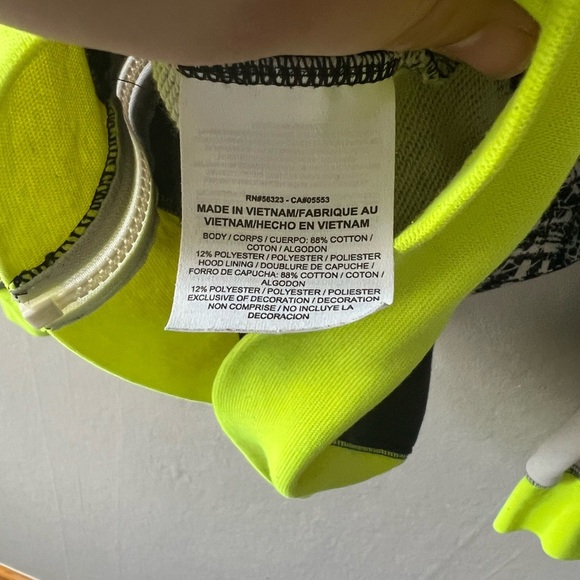 RN#56323 - CA#05553
MADE IN VIETNAM/FABRIQUE AU
VIETNAM/HECHO EN VIETNAM
BODY / CORPS / CUERPO: 88% COTTON /
COTON / ALGODON
12% POLYESTER / POLYESTER / POLIESTER
HOOD LINING / DOUBLURE DE CAPUCHE /
FORRO DE CAPUCHA: 88% COTTON / COTON /
ALGODON
12% POLYESTER / POLYESTER / POLIESTER
EXCLUSIVE OF DECORATION / DECORATION
NON COMPRISE / NO INCLUYE LA
DECORACION